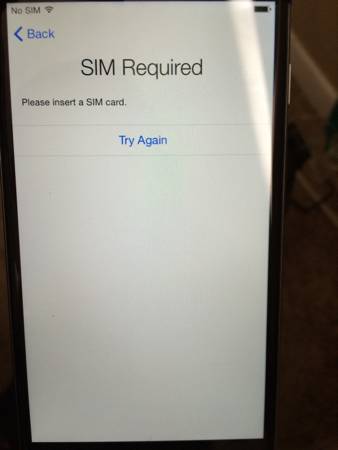 No SIM
Back
SIM Required
Please insert a SIM card.
Try Again